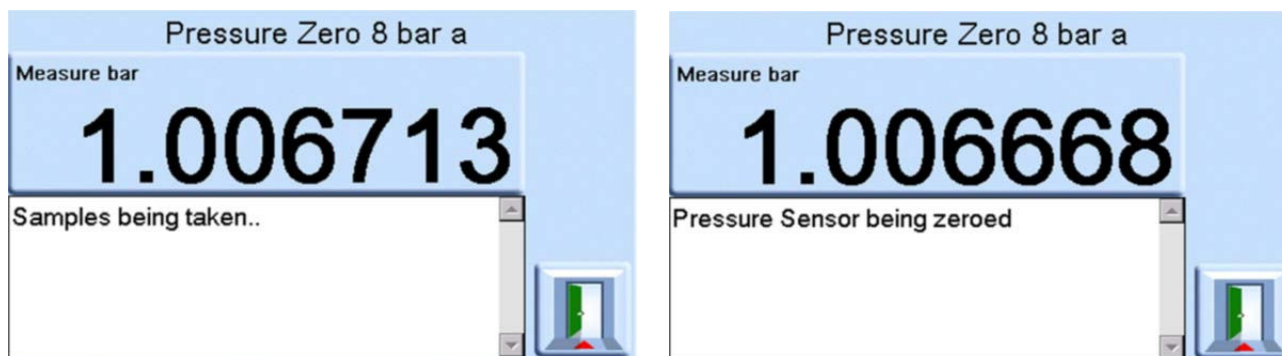 Pressure Zero 8 bar a
Measure bar
1.006713
Samples being taken..
Pressure Zero 8 bar a
Measure bar
1.006668
Pressure Sensor being zeroed